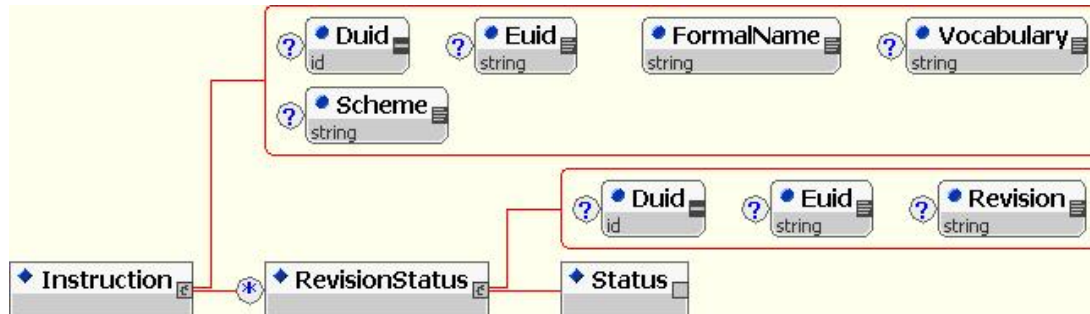 ? Duid ? Euid FormalName ? Vocabulary
id string string string
? Scheme
string
? Duid ? Euid ? Revision
id string string
Instruction * RevisionStatus Status